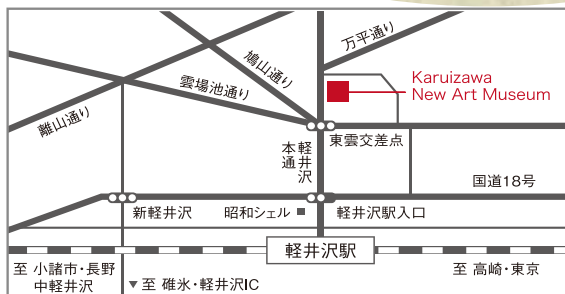 万平通り
鳩山通り
雲場池通り
離山通り
Karuizawa
New Art Museum
東雲交差点
軽井沢
本通
国道18号
新軽井沢
昭和シェル
軽井沢駅入口
軽井沢駅
至 小諸市・長野
中軽井沢
▼至 碓氷・軽井沢IC
至 高崎・東京